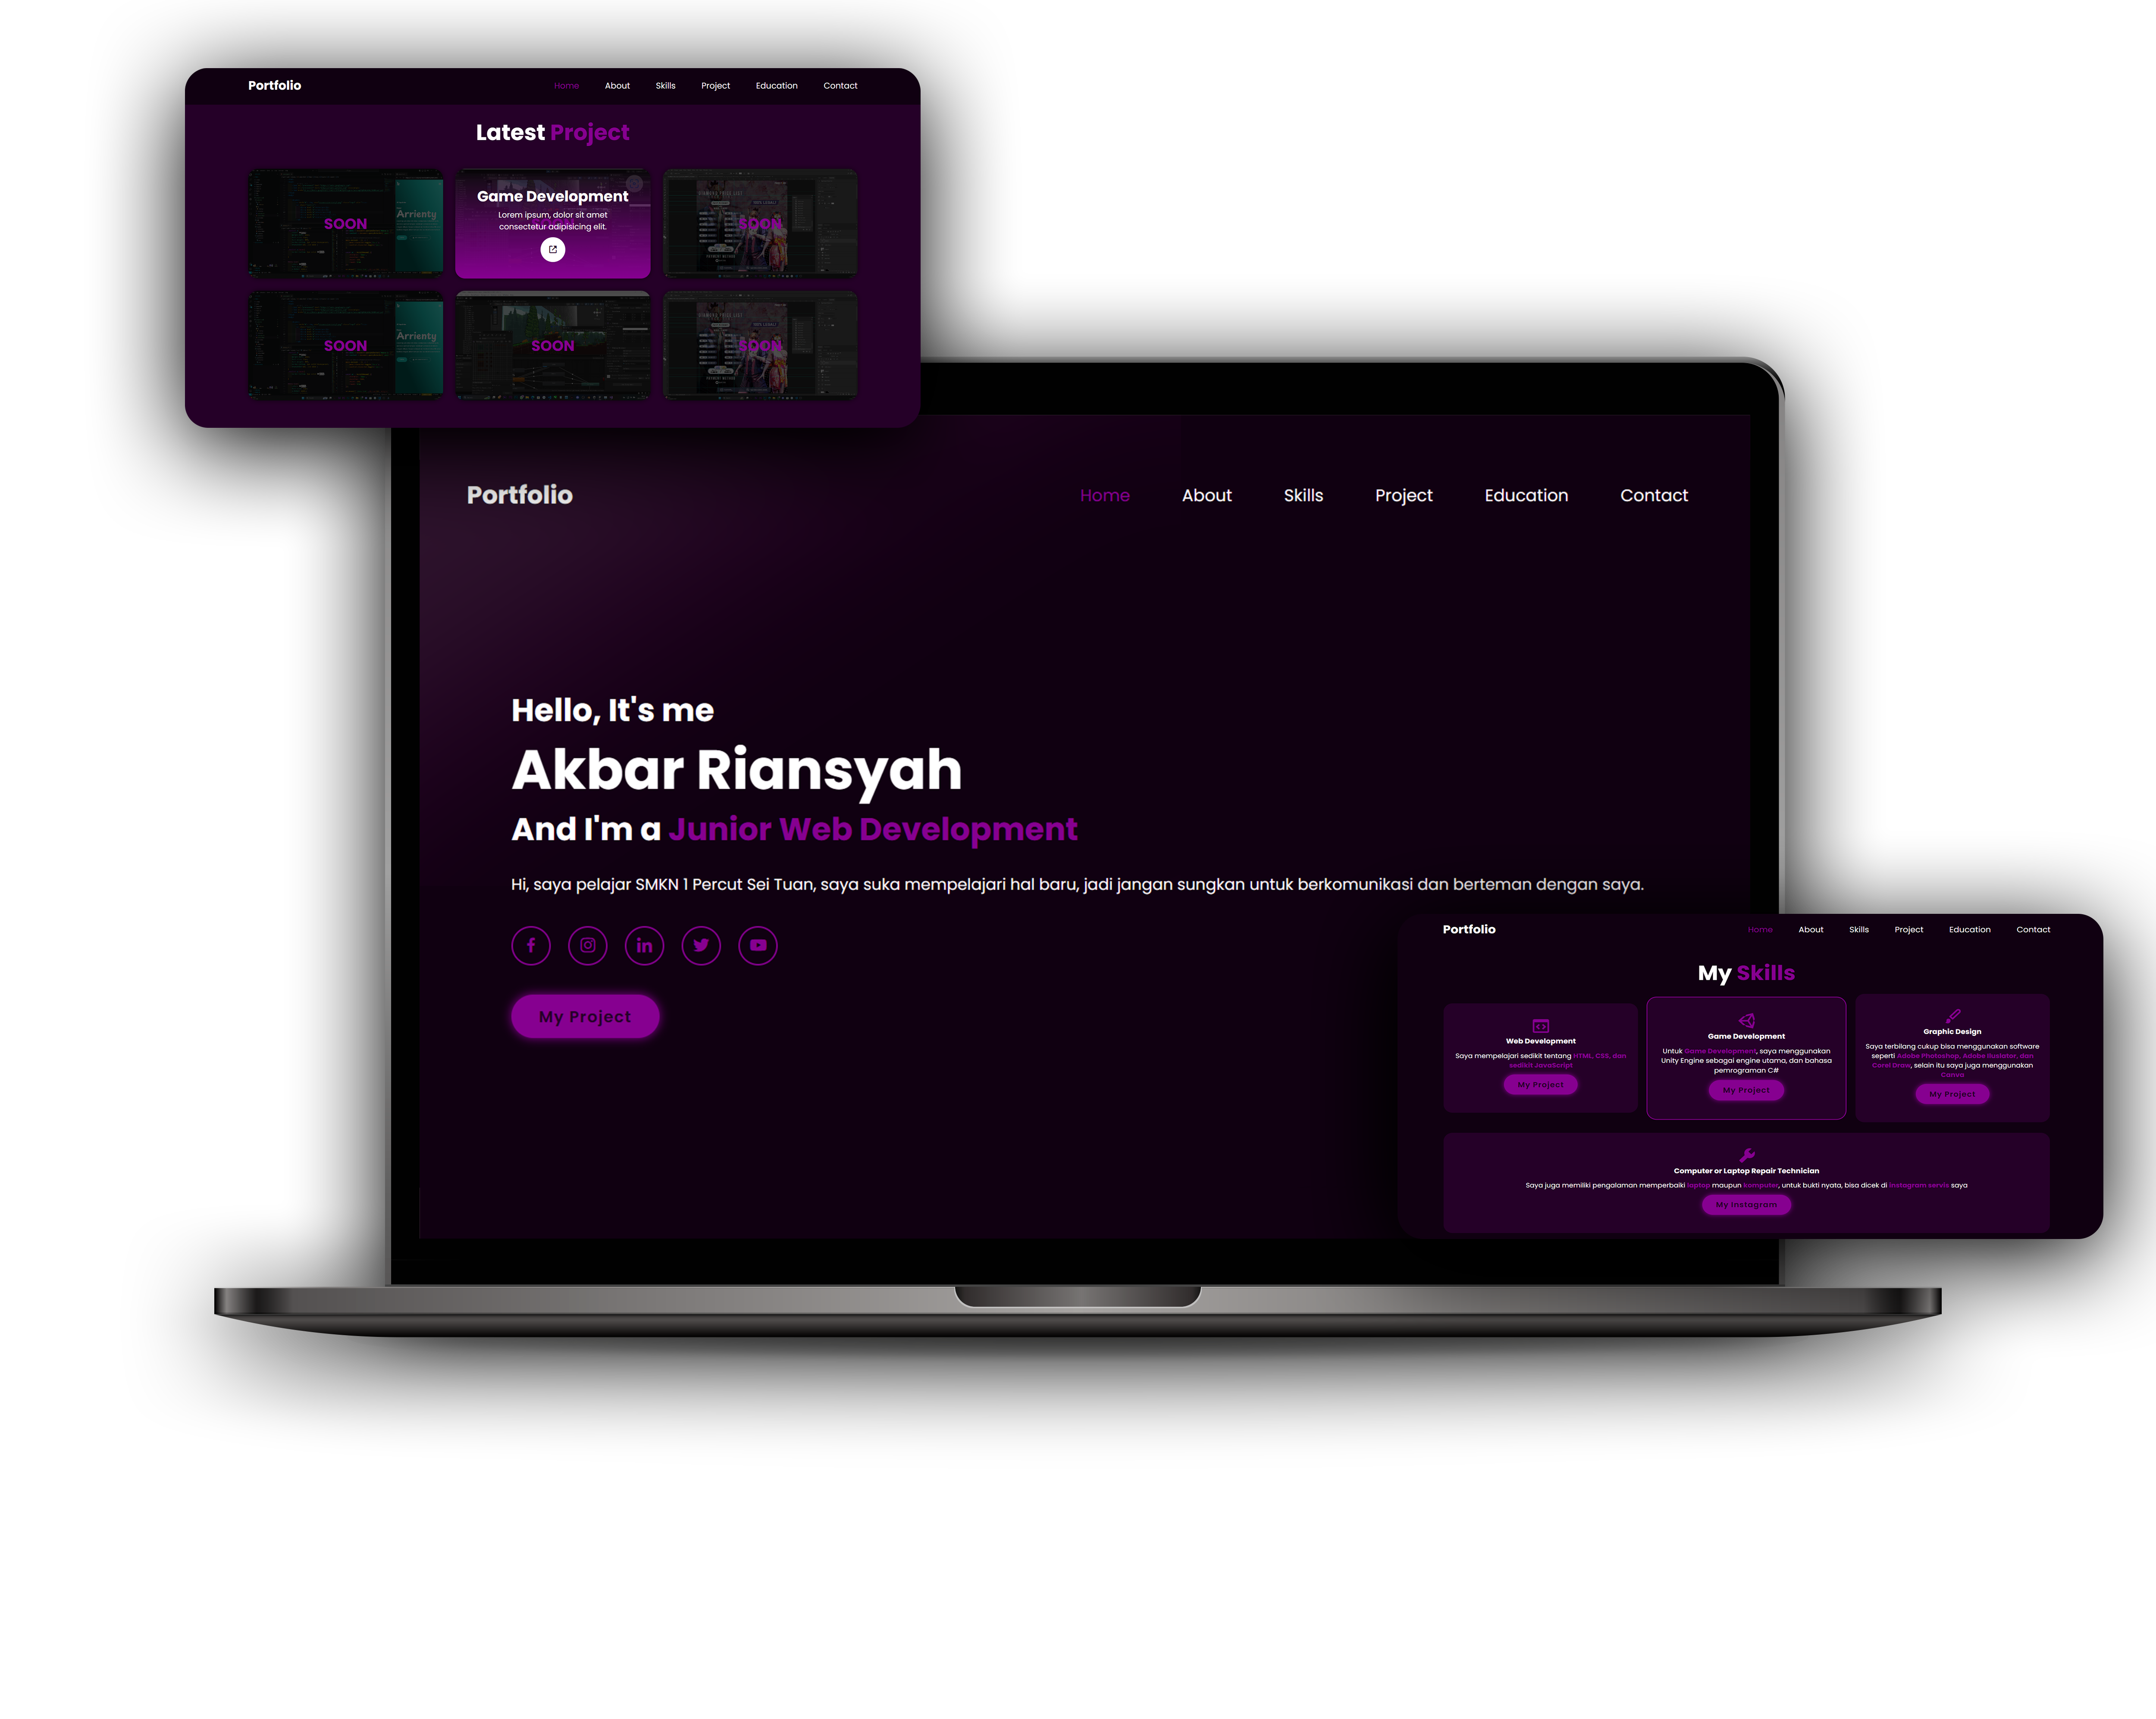 Portfolio
Home About Skills Project Education Contact
Latest Project
SOON
Game Development
Lorem ipsum, dolor sit amet
consectetur adipisicing elit.
SOON
SOON
SOON
SOON
Arrienty
Arrienty
Portfolio
Home About Skills Project Education Contact
Hello, It's me
Akbar Riansyah
And I'm a Junior Web Development
Hi, saya pelajar SMKN 1 Percut Sei Tuan, saya suka mempelajari hal baru, jadi jangan sungkan untuk berkomunikasi dan berteman dengan saya.
My Project
Portfolio
Home About Skills Project Education Contact
My Skills
Web Development
Saya mempelajari sedikit tentang HTML, CSS, dan
sedikit JavaScript
My Project
Game Development
Untuk Game Development, saya menggunakan
Unity Engine sebagai engine utama, dan bahasa
pemrograman C#
My Project
Graphic Design
Saya terbilang cukup bisa menggunakan software
seperti Adobe Photoshop, Adobe Ilusiator, dan
Corel Draw, selain itu saya juga menggunakan
Canva
My Project
Computer or Laptop Repair Technician
Saya juga memiliki pengalaman memperbaiki laptop maupun komputer, untuk bukti nyata, bisa dicek di instagram servis saya
My Instagram